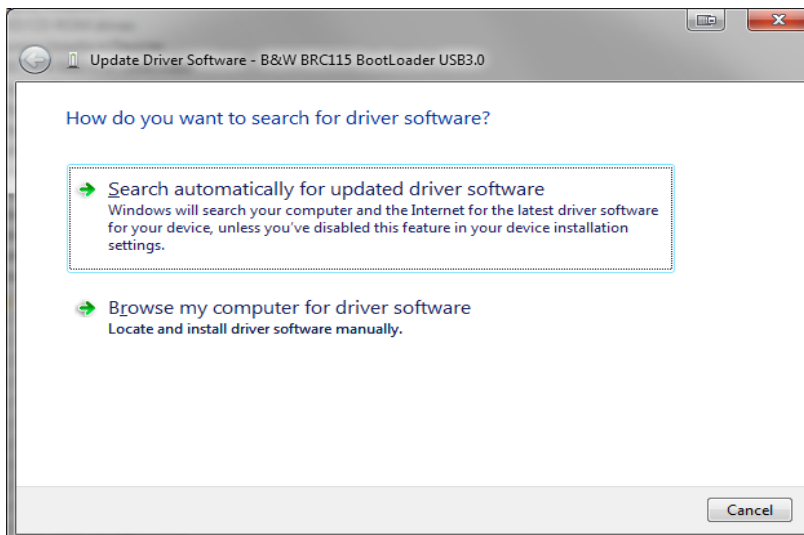 Update Driver Software - B&W BRC115 BootLoader USB3.0
How do you want to search for driver software?
Search automatically for updated driver software
Windows will search your computer and the Internet for the latest driver software
for your device, unless you've disabled this feature in your device installation
settings.
Browse my computer for driver software
Locate and install driver software manually.
Cancel